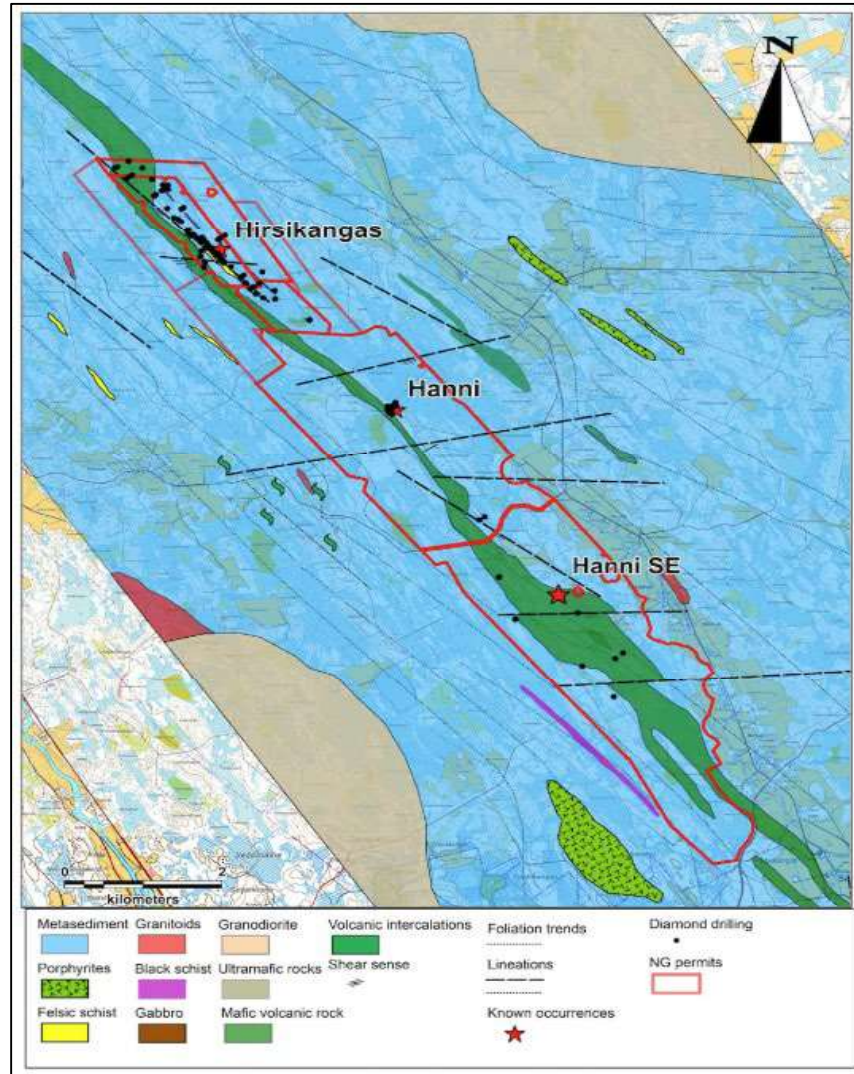 N
Hirsikangas
Hanni
Hanni SE
0 2
kilometers
Metasediment Granitoids Granodiorite Volcanic intercalations Foliation trends Diamond drilling
Porphyrites Black schist Ultramafic rocks Shear sense Lineations NG permits
Felsic schist Gabbro Mafic volcanic rock Known occurrences